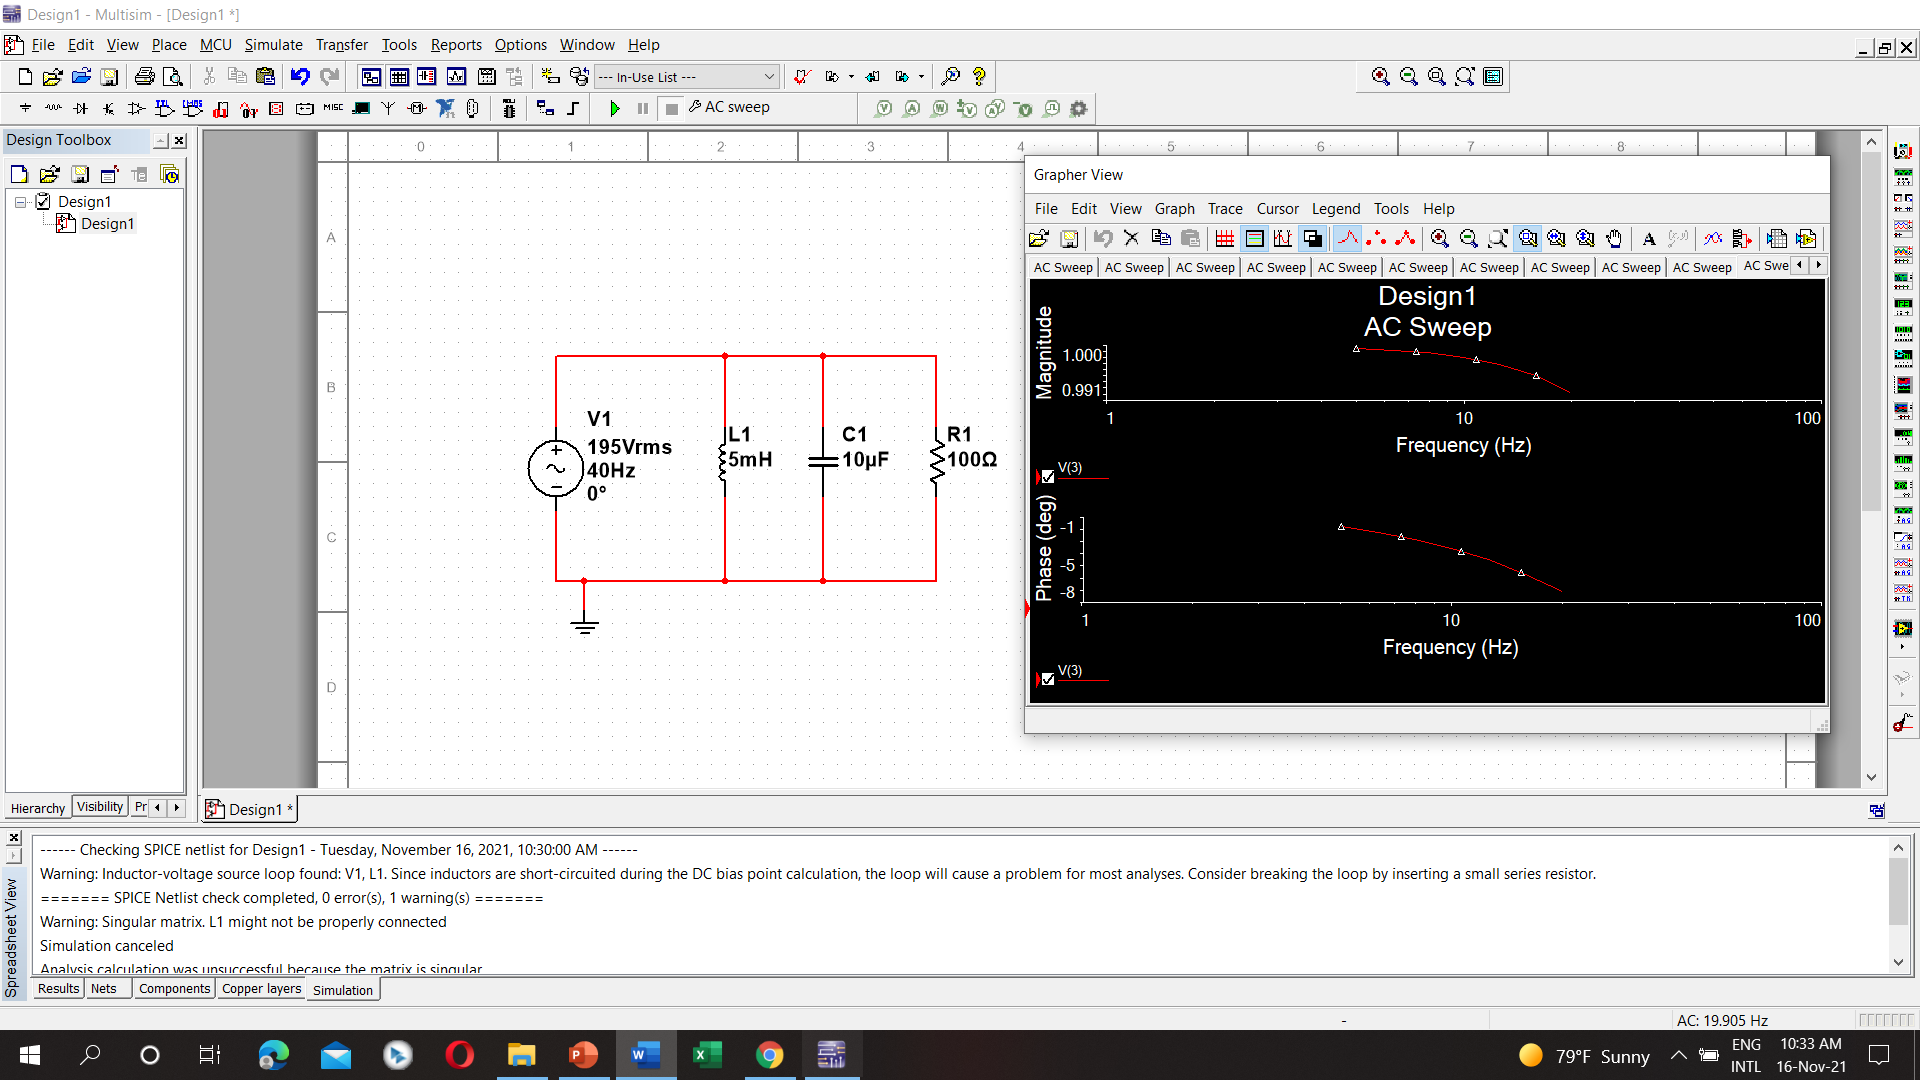 Design1 - Multisim - [Design1 *]
File Edit View Place MCU Simulate Transfer Tools Reports Options Window Help
--- In-Use List ---
MISC
AC sweep
Design Toolbox
Design1
Design1
Hierarchy Visibility Pr
0 1 2 3 4 5 6 7 8
A
B
C
D
V1
195Vrms
40Hz
0°
L1
5mH
C1
10µF
R1
100Ω
Design1 *
Grapher View
File Edit View Graph Trace Cursor Legend Tools Help
AC Sweep AC Sweep AC Sweep AC Sweep AC Sweep AC Sweep AC Sweep AC Sweep AC Sweep AC Sweep AC Swe
Design1
AC Sweep
Magnitude
1.000
0.991
1 10 100
Frequency (Hz)
V(3)
Phase (deg)
-1
-5
-8
1 10 100
Frequency (Hz)
V(3)
Spreadsheet View
------ Checking SPICE netlist for Design1 - Tuesday, November 16, 2021, 10:30:00 AM ------
Warning: Inductor-voltage source loop found: V1, L1. Since inductors are short-circuited during the DC bias point calculation, the loop will cause a problem for most analyses. Consider breaking the loop by inserting a small series resistor.
======= SPICE Netlist check completed, 0 error(s), 1 warning(s) =======
Warning: Singular matrix. L1 might not be properly connected
Simulation canceled
Analysis calculation was unsuccessful because the matrix is singular
Results Nets Components Copper layers Simulation
- AC: 19.905 Hz
79°F Sunny
ENG
INTL
10:33 AM
16-Nov-21